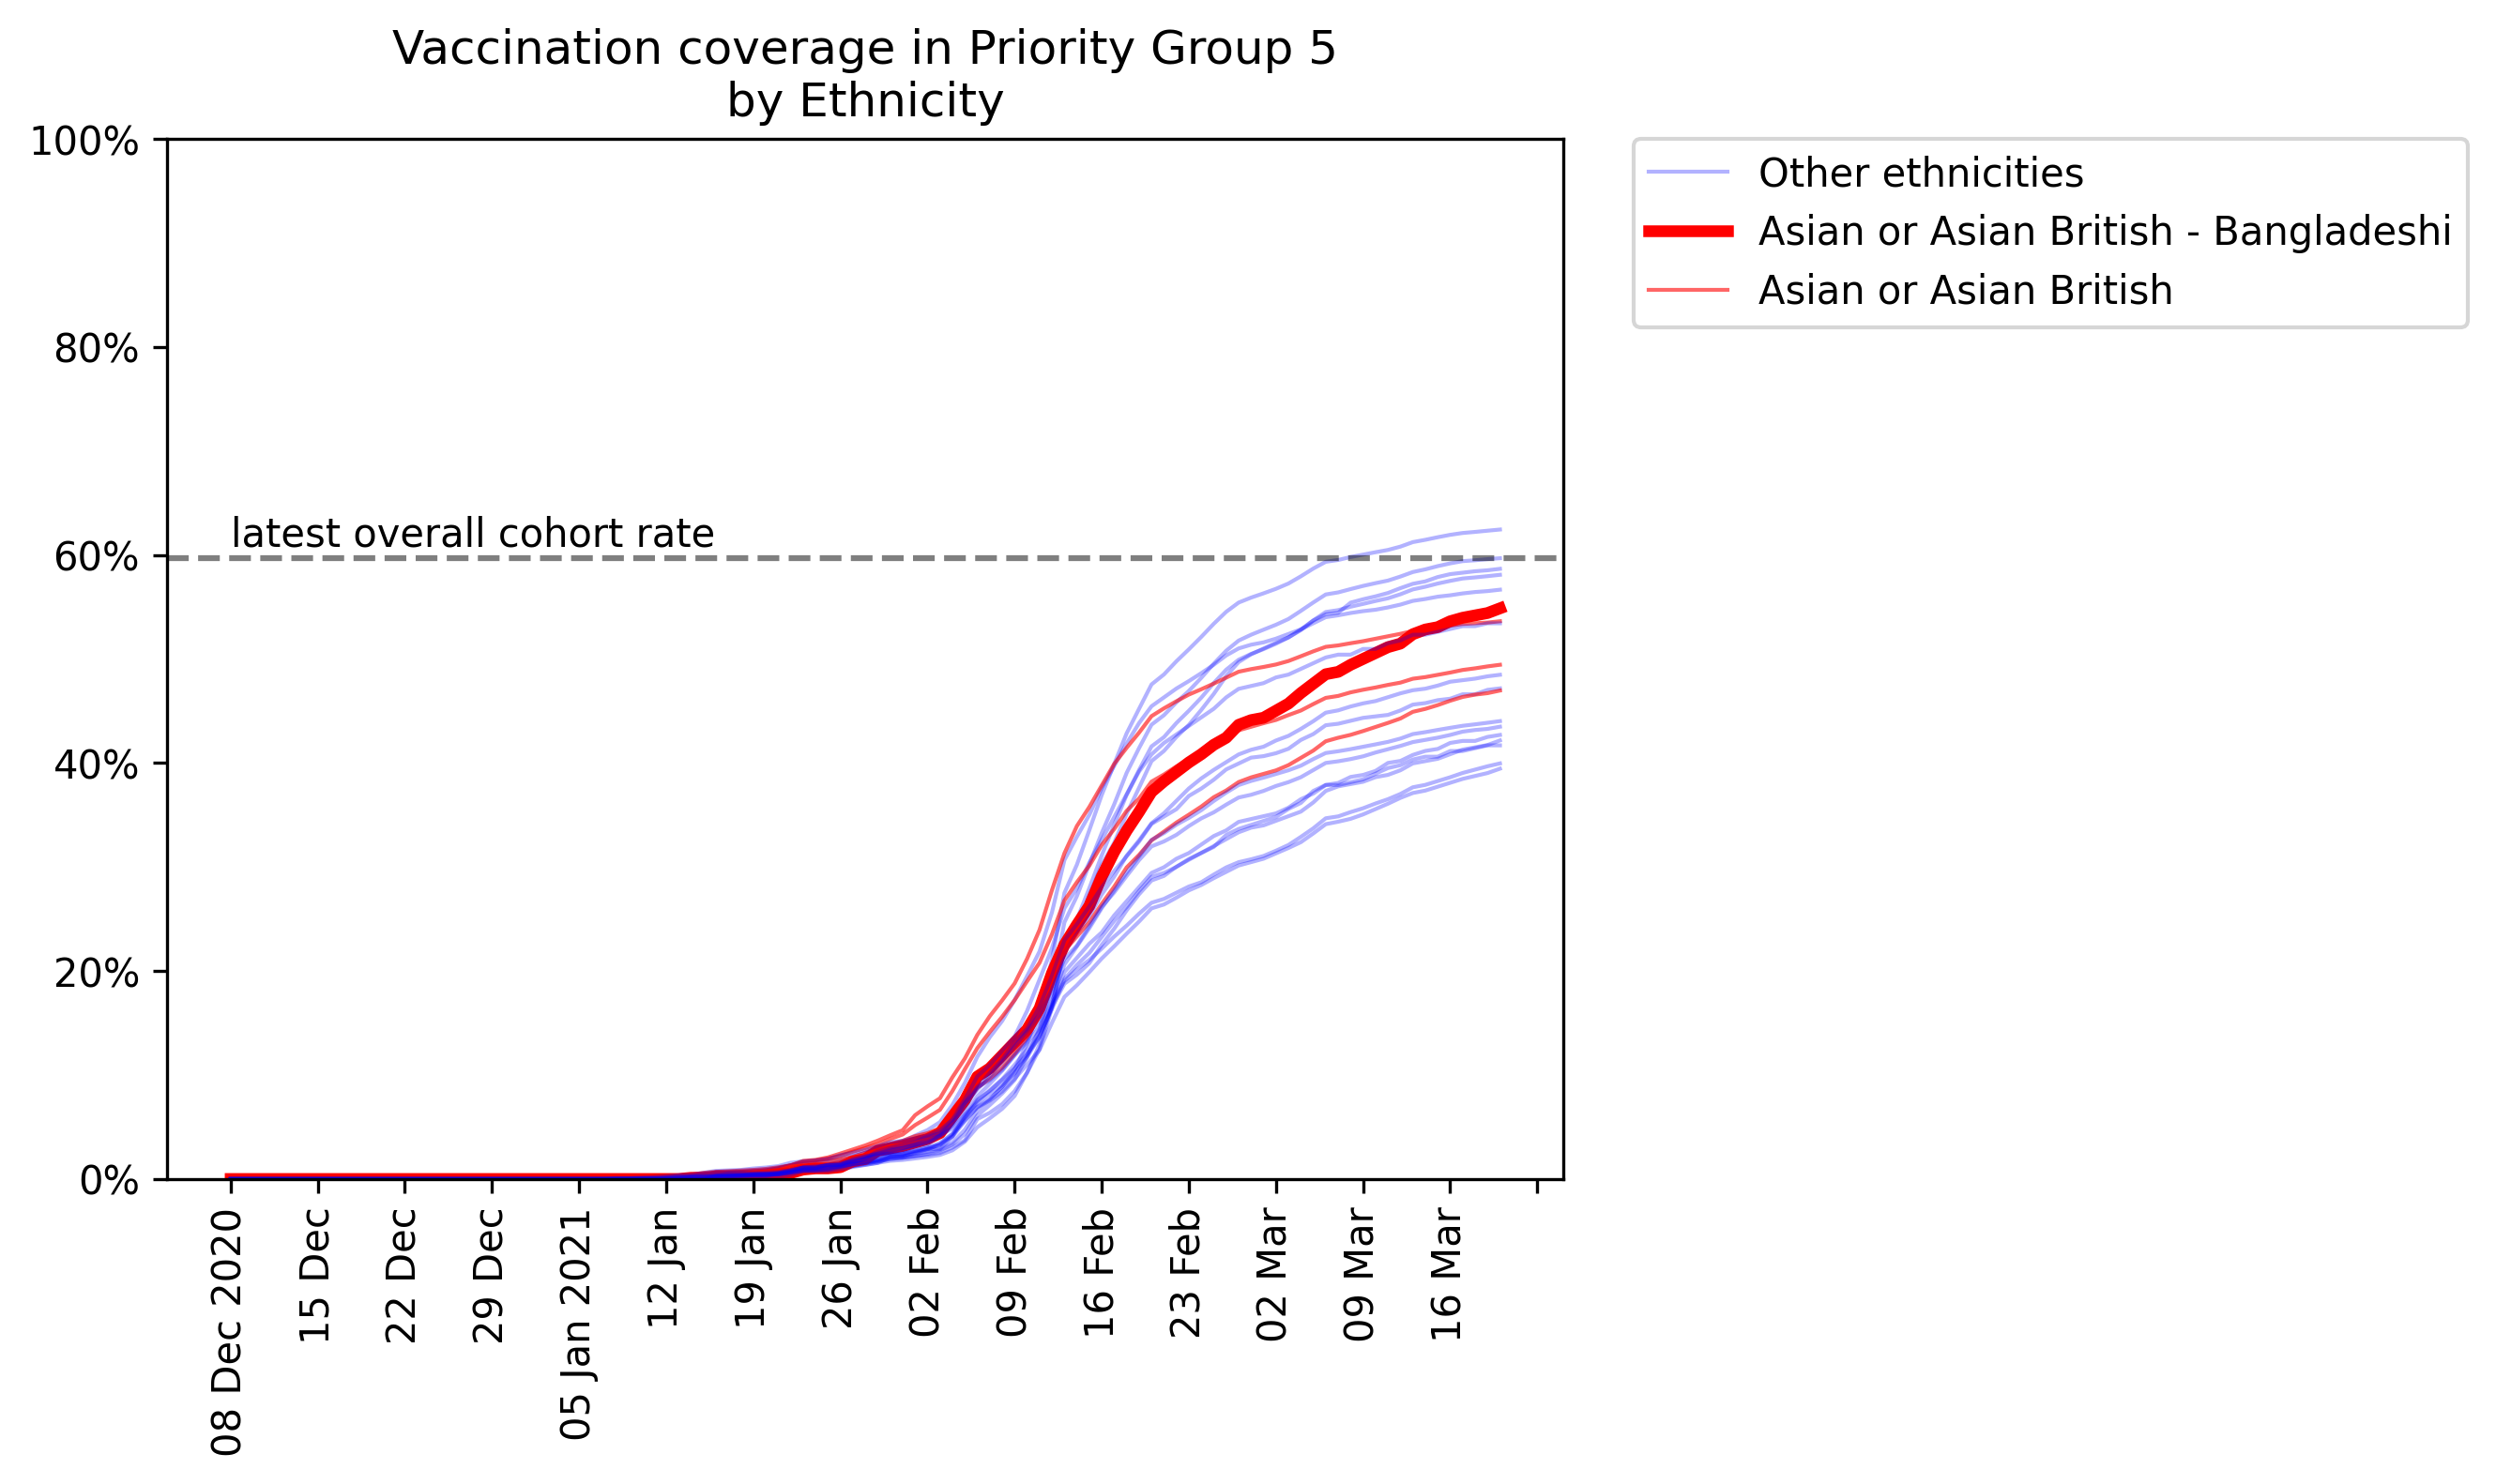 Vaccination coverage in Priority Group 5
by Ethnicity
100%
80%
60%
40%
20%
0%
latest overall cohort rate
08 Dec 2020
15 Dec
22 Dec
29 Dec
05 Jan 2021
12 Jan
19 Jan
26 Jan
02 Feb
09 Feb
16 Feb
23 Feb
02 Mar
09 Mar
16 Mar
Other ethnicities
Asian or Asian British - Bangladeshi
Asian or Asian British